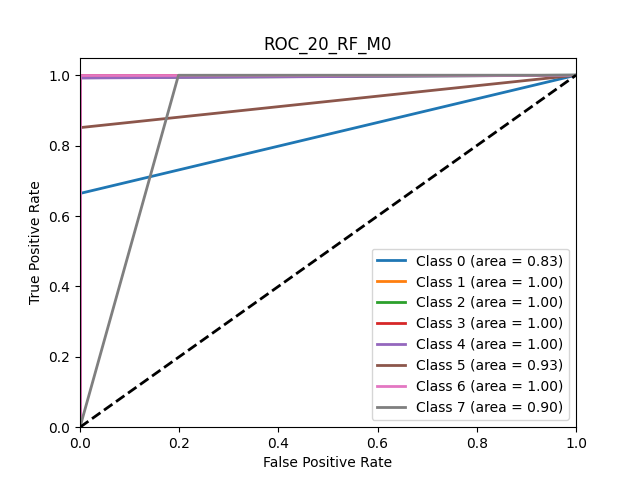 ROC_20_RF_M0
True Positive Rate
1.0
0.8
0.6
0.4
0.2
0.0
Class 0 (area = 0.83)
Class 1 (area = 1.00)
Class 2 (area = 1.00)
Class 3 (area = 1.00)
Class 4 (area = 1.00)
Class 5 (area = 0.93)
Class 6 (area = 1.00)
Class 7 (area = 0.90)
0.0 0.2 0.4 0.6 0.8 1.0
False Positive Rate